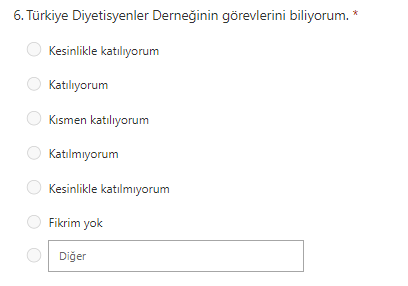 6. Türkiye Diyetisyenler Derneğinin görevlerini biliyorum. *
Kesinlikle katılıyorum
Katılıyorum
Kısmen katılıyorum
Katılmıyorum
Kesinlikle katılmıyorum
Fikrim yok
Diğer